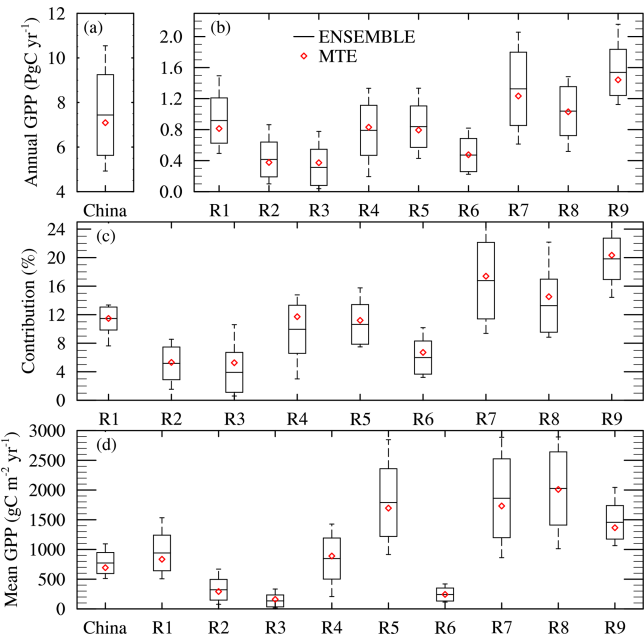 Annual GPP (PgC yr-1)
12
10
8
6
4
(a)
China
2.0
1.6
1.2
0.8
0.4
0.0
(b)
ENSEMBLE
MTE
R1 R2 R3 R4 R5 R6 R7 R8 R9
Contribution (%)
24
20
16
12
8
4
0
(c)
R1 R2 R3 R4 R5 R6 R7 R8 R9
Mean GPP (gC m-2 yr-1)
3000
2500
2000
1500
1000
500
0
(d)
China R1 R2 R3 R4 R5 R6 R7 R8 R9